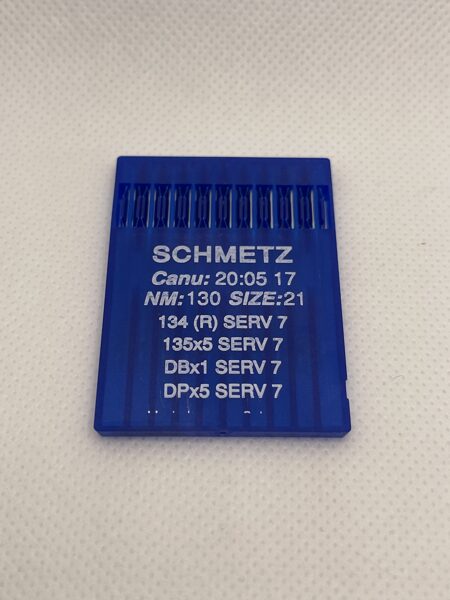 SCHMETZ
Canu: 20:05 17
NM:130 SIZE:21
134 (R) SERV 7
135x5 SERV 7
DBx1 SERV 7
DPx5 SERV 7